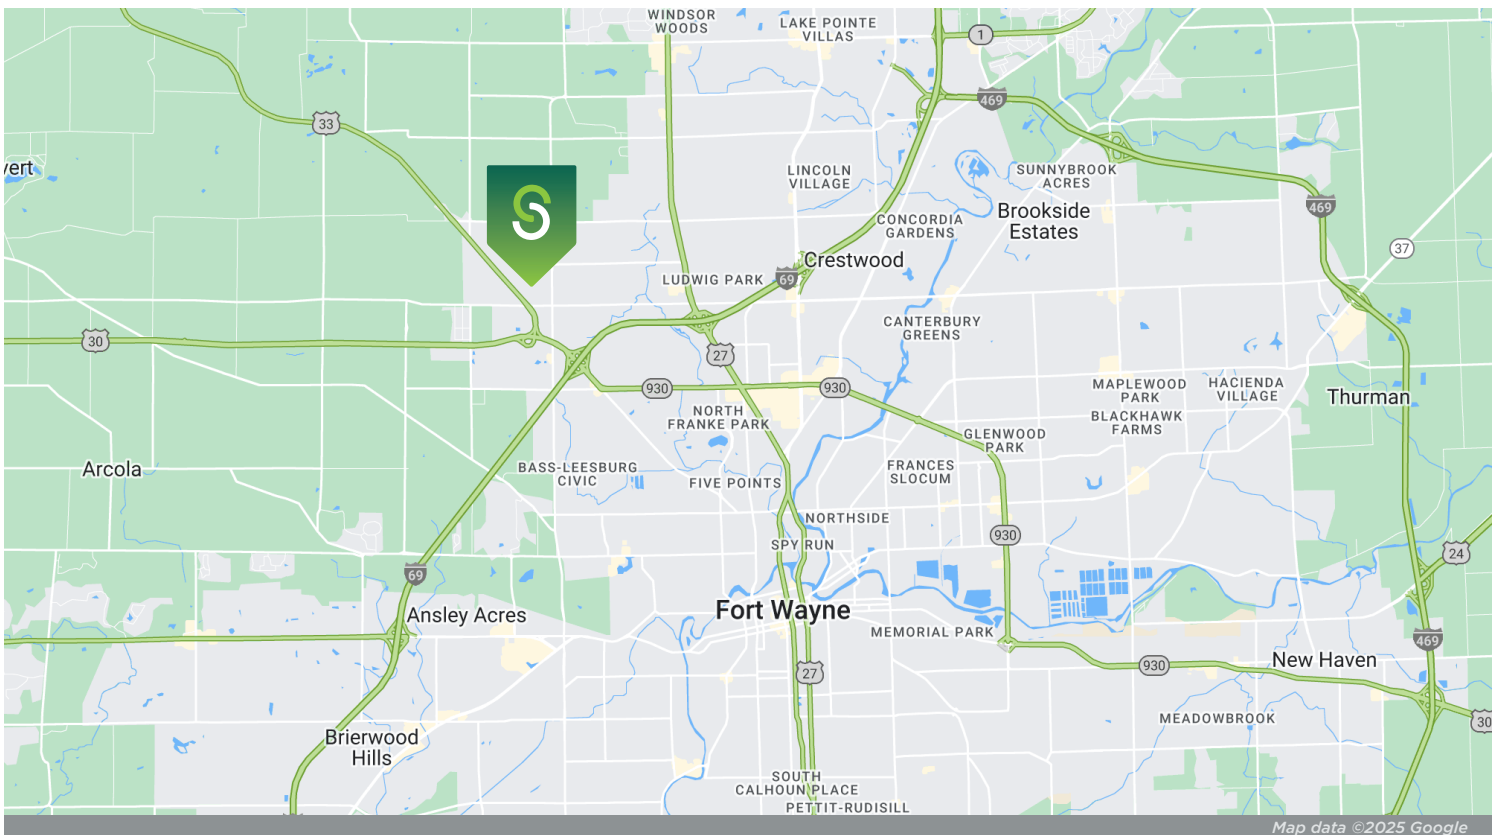 WINDSOR
WOODS
LAKE POINTE
VILLAS
1
469
33
vert
LINCOLN
VILLAGE
SUNNYBROOK
ACRES
469
Brookside
Estates
CONCORDIA
GARDENS
37
Crestwood
LUDWIG PARK
69
CANTERBURY
GREENS
30
27
930
930
MAPLEWOOD
PARK
HACIENDA
VILLAGE
Thurman
NORTH
FRANKE PARK
BLACKHAWK
FARMS
GLENWOOD
PARK
Arcola
BASS-LEESBURG
CIVIC
FIVE POINTS
FRANCES
SLOCUM
NORTHSIDE
930
SPY RUN
24
69
Ansley Acres
Fort Wayne
MEMORIAL PARK
469
27
930
New Haven
MEADOWBROOK
30
Brierwood
Hills
SOUTH
CALHOUN PLACE
PETTIT-RUDISILL
Map data ©2025 Google